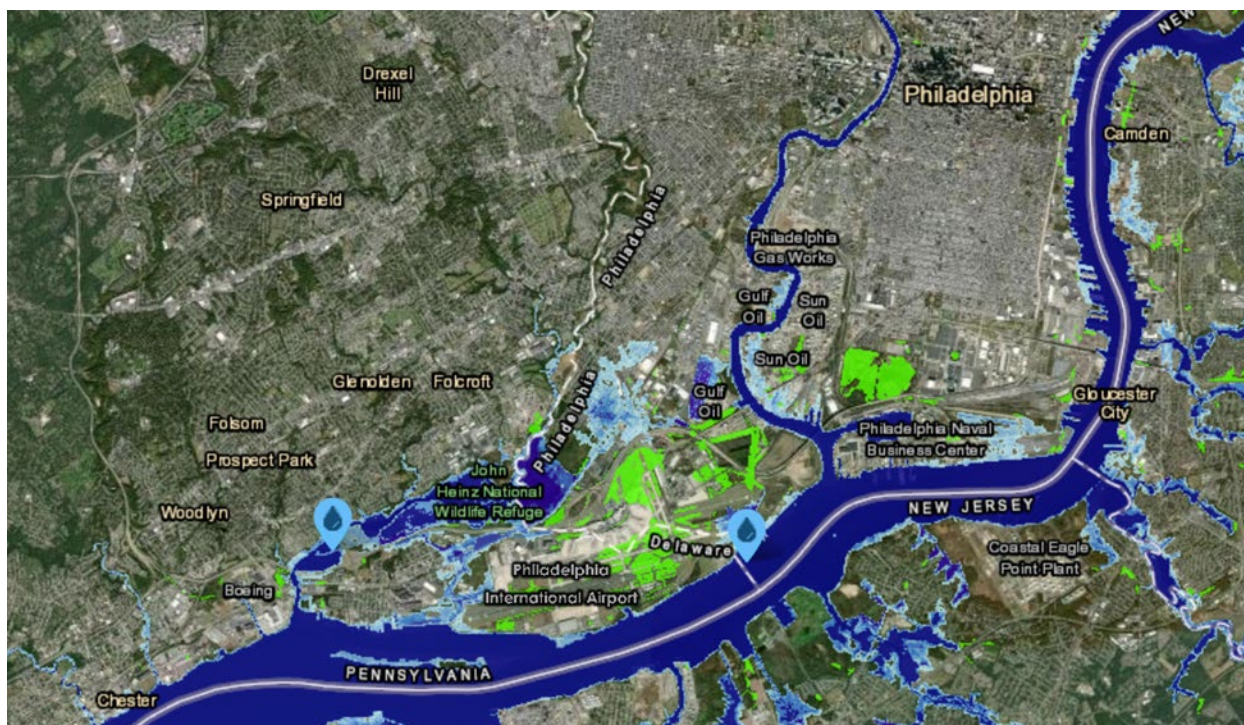 NEW
Drexel
Hill
Philadelphia
Camden
Springfield
Philadelphia
Philadelphia
Gas Works
Gulf
Oil
Sun
Oil
Sun Oil
Glenolden
Folcroft
Philadelphia
Gulf
Oil
Gloucester
City
Folsom
Prospect Park
Philadelphia Naval
Business Center
John
Heinz National
Wildlife Refuge
Woodlyn
NEW JERSEY
Delaware
Coastal Eagle
Point Plant
Boeing
Philadelphia
International Airport
PENNSYLVANIA
Chester